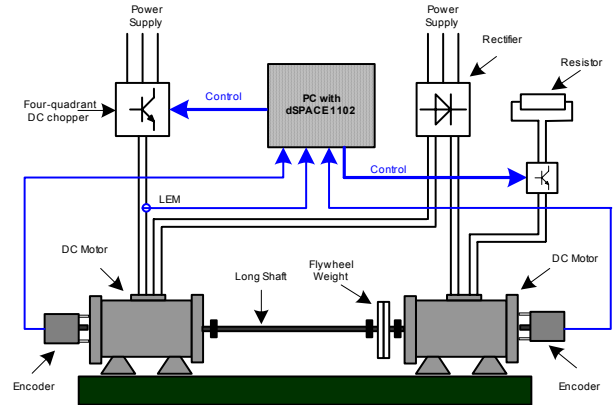 Power
Supply
Power
Supply
Rectifier
Resistor
Four-quadrant
DC chopper
Control
PC with
dSPACE1102
Control
LEM
DC Motor
Long Shaft
Flywheel
Weight
DC Motor
Encoder
Encoder